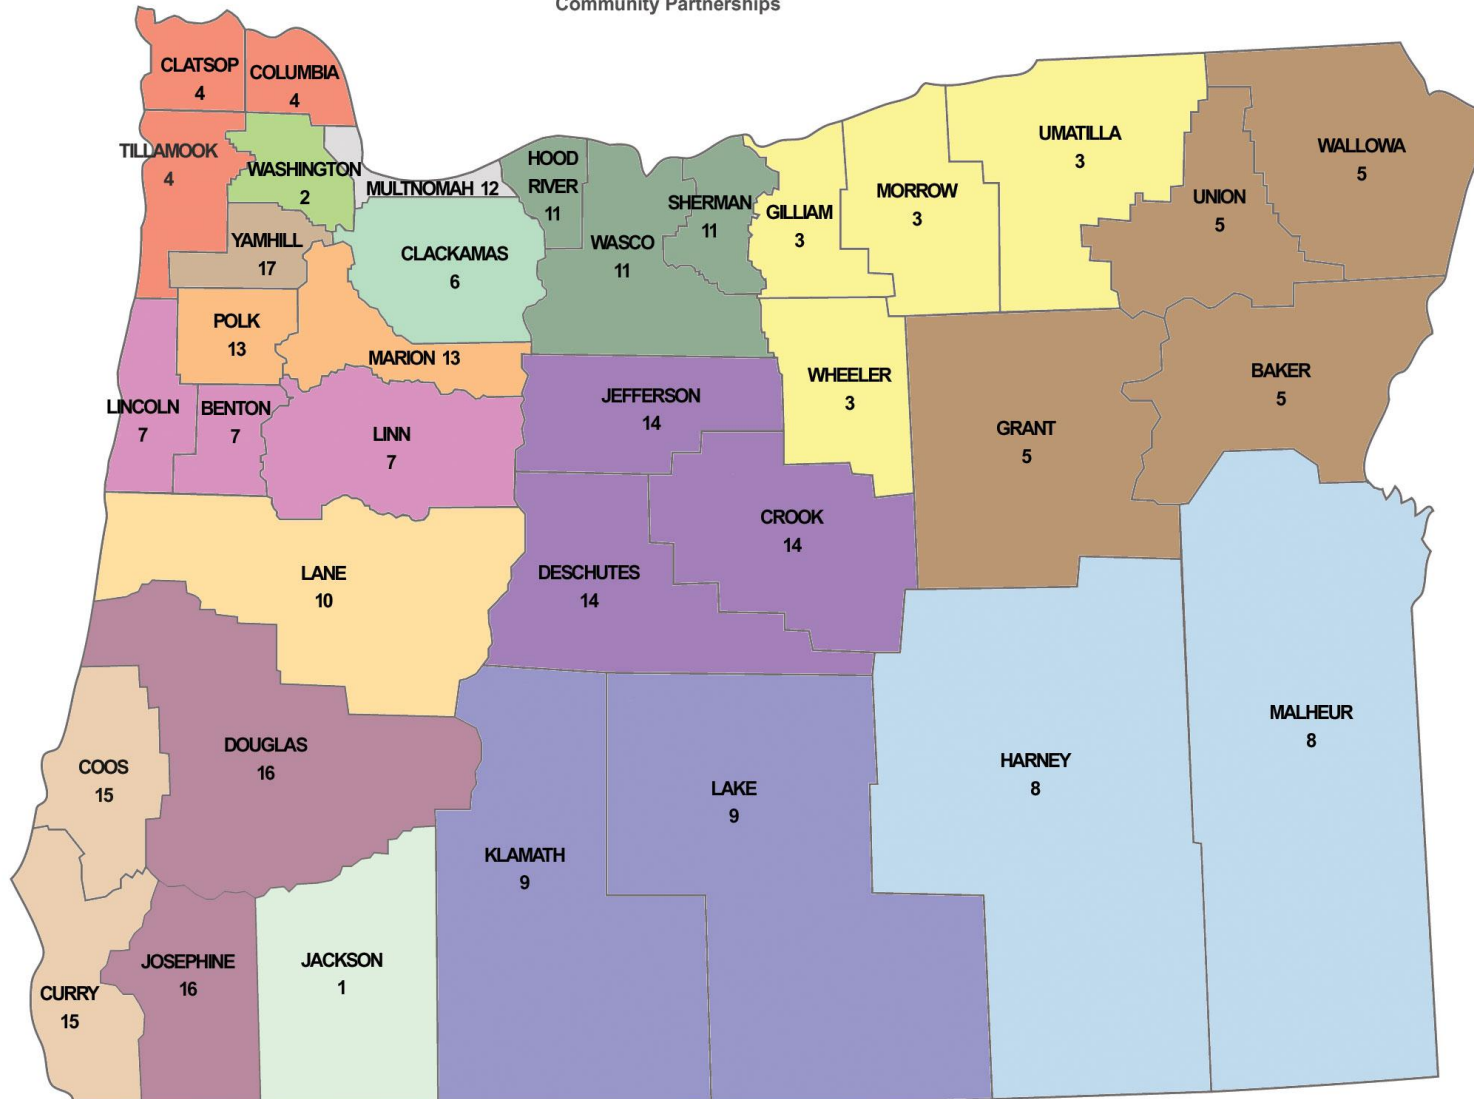 Community Partnerships
CLATSOP
4
COLUMBIA
4
TILLAMOOK
4
WASHINGTON
2
MULTNOMAH 12
HOOD
RIVER
11
SHERMAN
11
WASCO
11
GILLIAM
3
MORROW
3
UMATILLA
3
UNION
5
WALLOWA
5
YAMHILL
17
CLACKAMAS
6
POLK
13
MARION 13
WHEELER
3
BAKER
5
JEFFERSON
14
GRANT
5
LINCOLN
7
BENTON
7
LINN
7
CROOK
14
LANE
10
DESCHUTES
14
MALHEUR
8
HARNEY
8
COOS
15
DOUGLAS
16
LAKE
9
KLAMATH
9
CURRY
15
JOSEPHINE
16
JACKSON
1